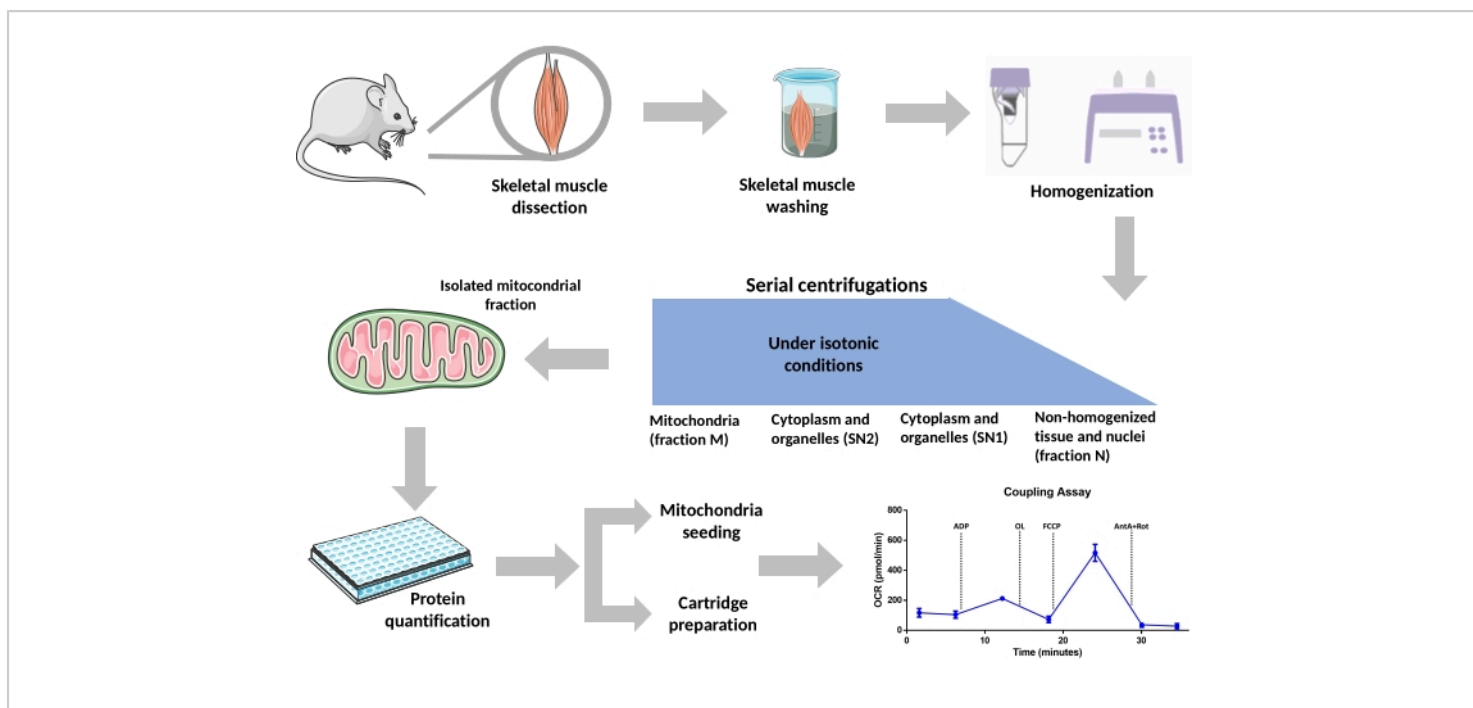 Skeletal muscle
dissection
Skeletal muscle
washing
Homogenization
Serial centrifugations
Under isotonic
conditions
Mitochondria
(fraction M)
Cytoplasm and
organelles (SN2)
Cytoplasm and
organelles (SN1)
Non-homogenized
tissue and nuclei
(fraction N)
Isolated mitocondrial
fraction
Protein
quantification
Mitochondria
seeding
Cartridge
preparation
Coupling Assay
ADP
OL
FCCP
AntA+Rot
OCR (pmol/min)
800
600
400
200
0
0
10
20
30
Time (minutes)